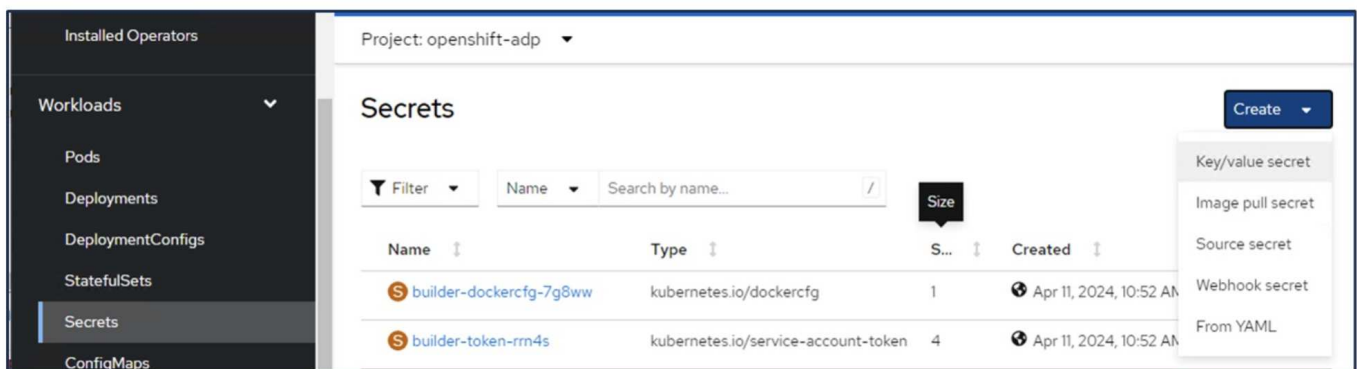 Installed Operators
Project: openshift-adp
Workloads
Secrets
Create
Pods
Key/value secret
Filter
Name
Search by name...
/
Image pull secret
Deployments
Size
DeploymentConfigs
Name
Type
S...
Created
Source secret
StatefulSets
S builder-dockercfg-7g8ww
kubernetes.io/dockercfg
1
Apr 11, 2024, 10:52 AM
Webhook secret
Secrets
From YAML
S builder-token-rrn4s
kubernetes.io/service-account-token
4
Apr 11, 2024, 10:52 AM
ConfigMaps